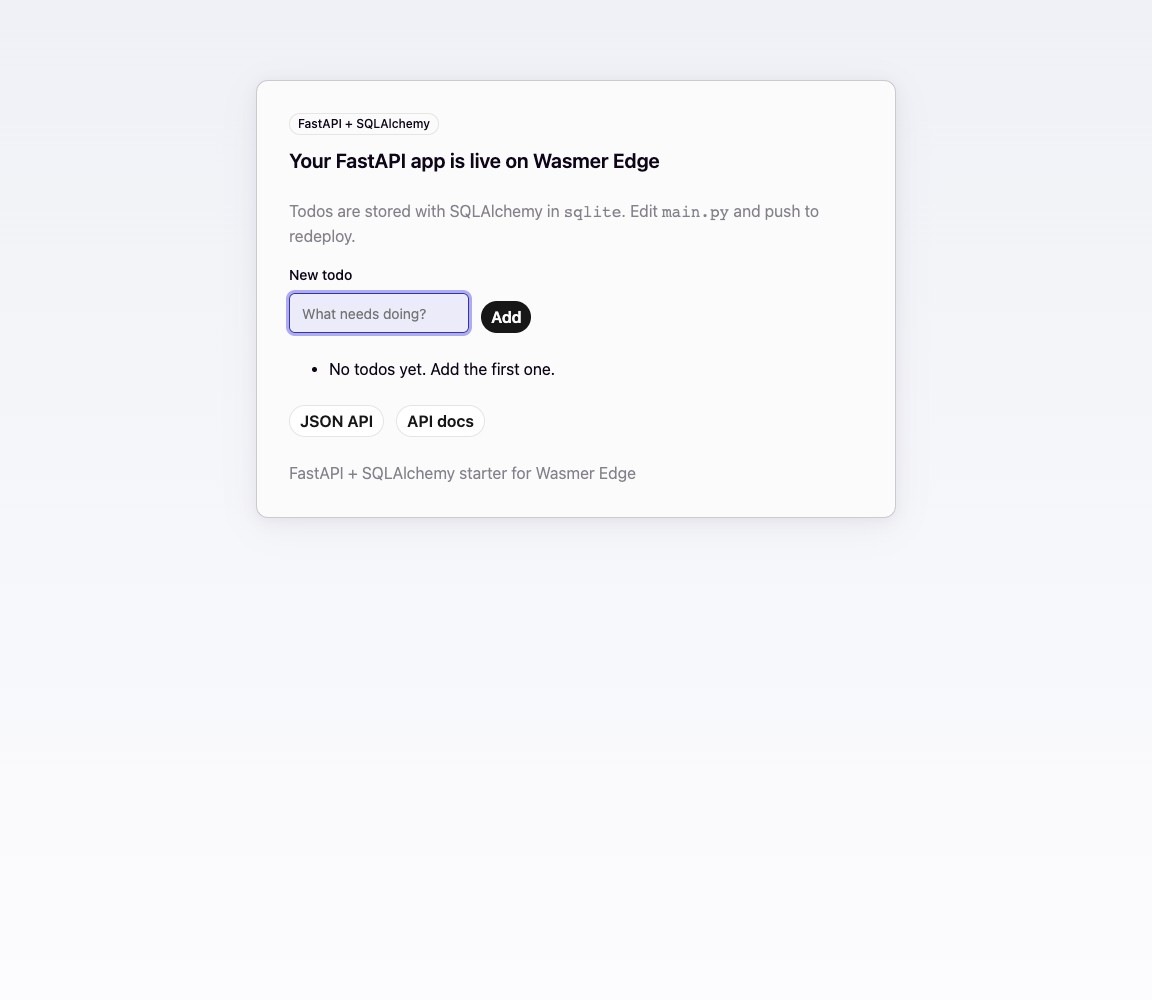 FastAPI + SQLAlchemy
Your FastAPI app is live on Wasmer Edge
Todos are stored with SQLAlchemy in sqlite. Edit main.py and push to
redeploy.
New todo
What needs doing?
Add
No todos yet. Add the first one.
JSON API
API docs
FastAPI + SQLAlchemy starter for Wasmer Edge